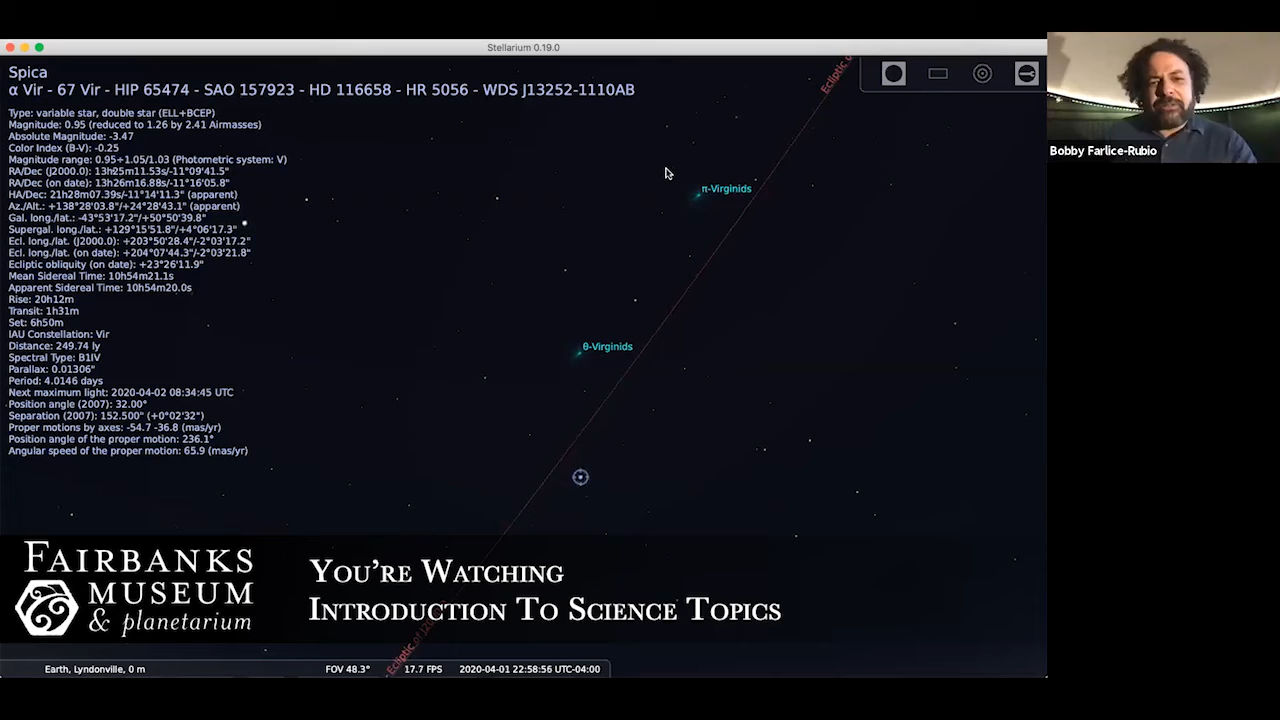 Stellarium 0.19.0
Spica
α Vir - 67 Vir - HIP 65474 - SAO 157923 - HD 116658 - HR 5056 - WDS J13252-1110AB
Type: variable star, double star (ELL+BCEP)
Magnitude: 0.95 (reduced to 1.26 by 2.41 Airmasses)
Absolute Magnitude: -3.47
Color Index (B-V): -0.25
Magnitude range: 0.95÷1.05/1.03 (Photometric system: V)
RA/Dec (J2000.0): 13h25m11.53s/-11°09'41.5"
RA/Dec (on date): 13h26m16.88s/-11°16'05.8"
HA/Dec: 21h28m07.39s/-11°14'11.3" (apparent)
Az./Alt.: +138°28'03.8"/+24°28'43.1" (apparent)
Gal. long./lat.: -43°53'17.2"/+50°50'39.8"
Supergal. long./lat.: +129°15'51.8"/+4°06'17.3"
Ecl. long./lat. (J2000.0): +203°50'28.4"/-2°03'17.2"
Ecl. long./lat. (on date): +204°07'44.3"/-2°03'21.8"
Ecliptic obliquity (on date): +23°26'11.9"
Mean Sidereal Time: 10h54m21.1s
Apparent Sidereal Time: 10h54m20.0s
Rise: 20h12m
Transit: 1h31m
Set: 6h50m
IAU Constellation: Vir
Distance: 249.74 ly
Spectral Type: B1IV
Parallax: 0.01306"
Period: 4.0146 days
Next maximum light: 2020-04-02 08:34:45 UTC
Position angle (2007): 32.00°
Separation (2007): 152.500" (+0°02'32")
Proper motions by axes: -54.7 -36.8 (mas/yr)
Position angle of the proper motion: 236.1°
Angular speed of the proper motion: 65.9 (mas/yr)
Ecliptic of
π-Virginids
θ-Virginids
Bobby Farlice-Rubio
FAIRBANKS
MUSEUM
& planetarium
YOU'RE WATCHING
INTRODUCTION TO SCIENCE TOPICS
Ecliptic of
Earth, Lyndonville, 0 m
FOV 48.3°
17.7 FPS
2020-04-01 22:58:56 UTC-04:00